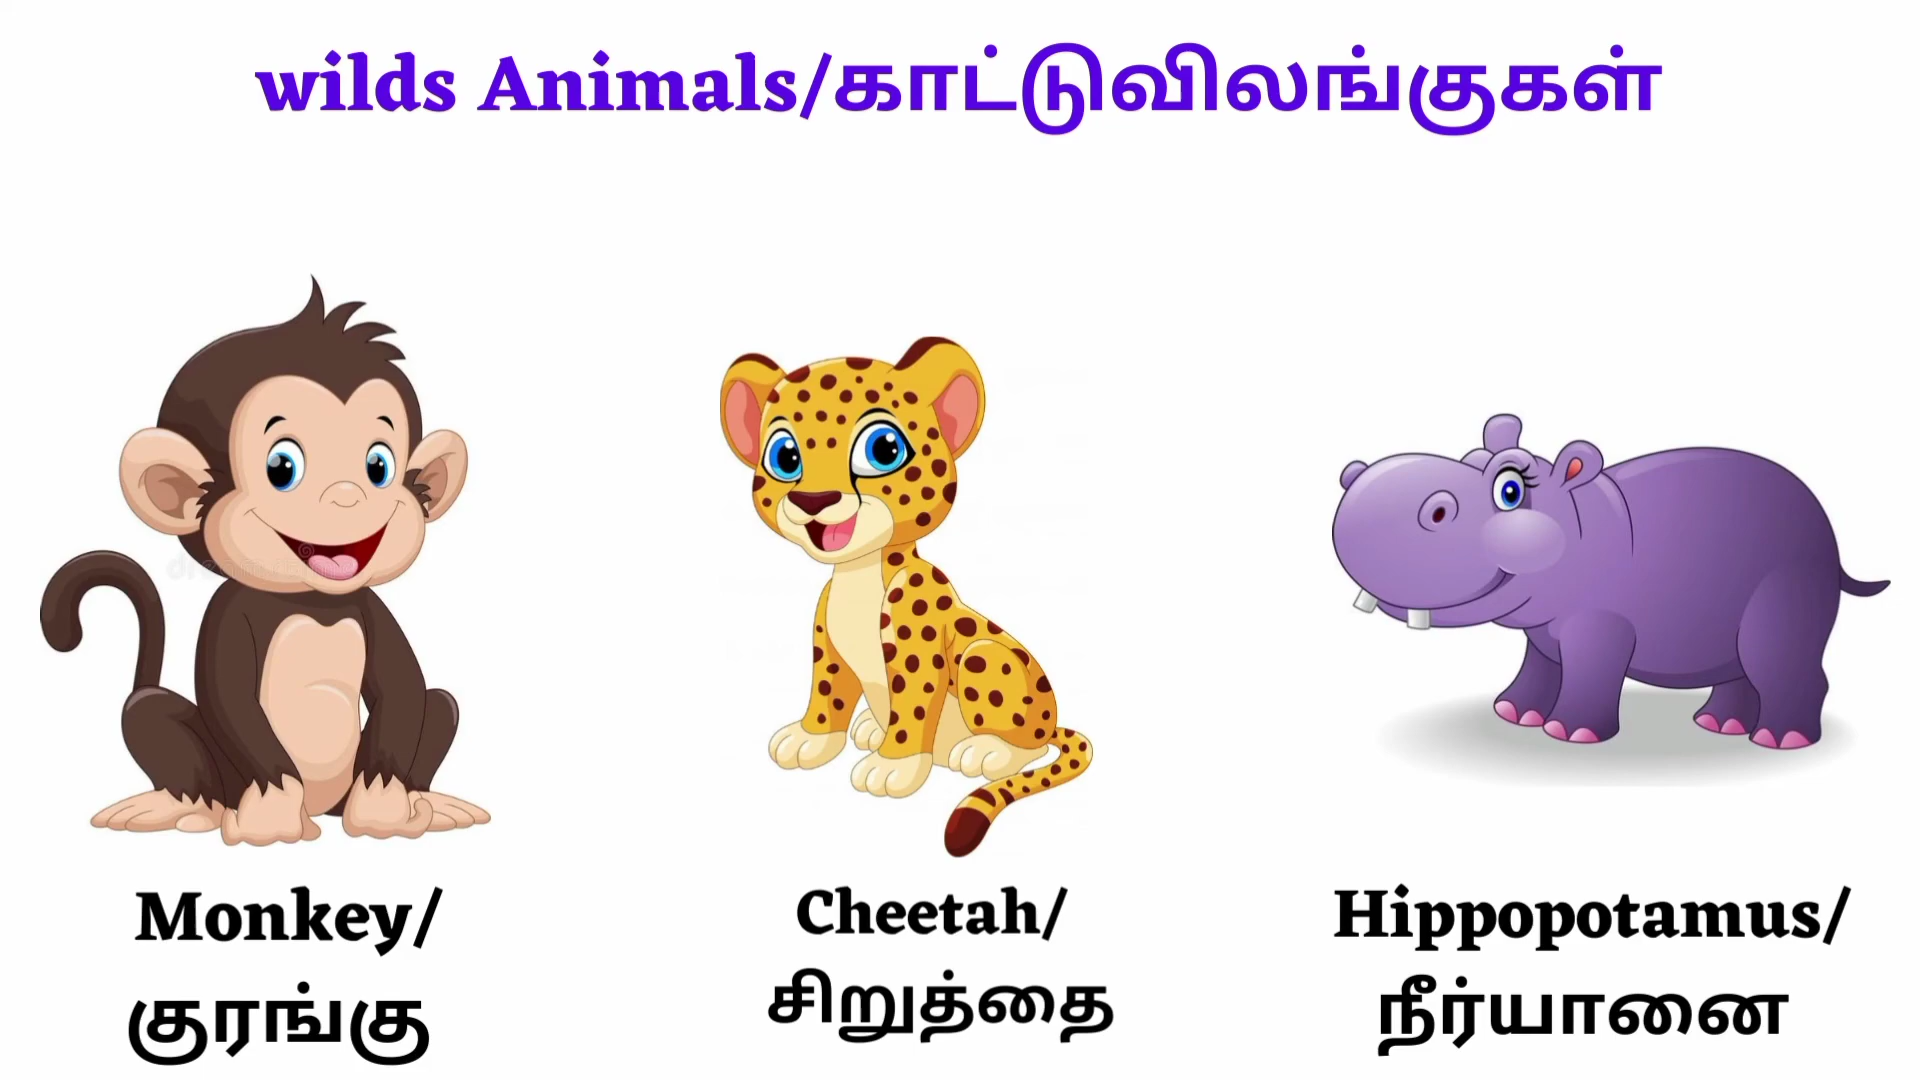 wilds Animals/காட்டுவிலங்குகள்
Monkey/
குரங்கு
Cheetah/
சிறுத்தை
Hippopotamus/
நீர்யானை